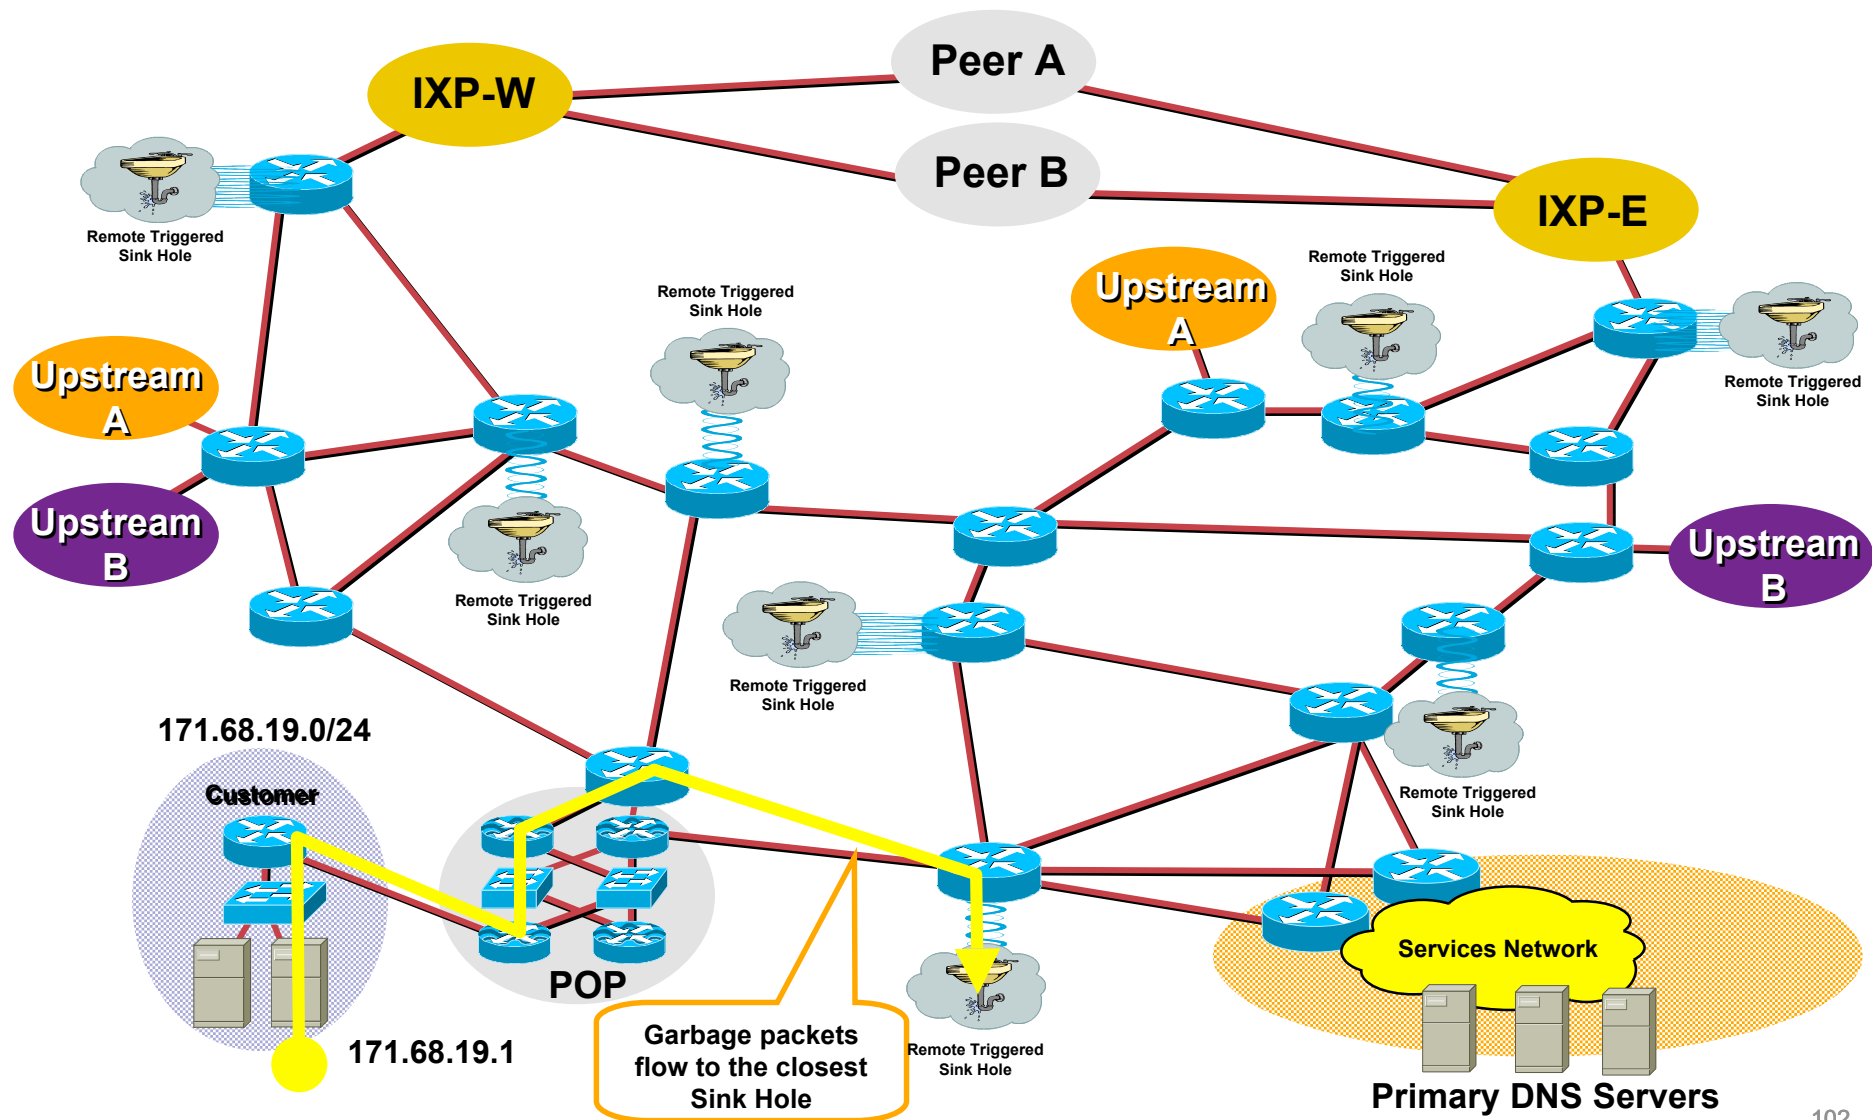 Peer A
IXP-W
Peer B
IXP-E
Remote Triggered
Sink Hole
Remote Triggered
Sink Hole
Remote Triggered
Sink Hole
Upstream
A
Remote Triggered
Sink Hole
Upstream
A
Upstream
B
Upstream
B
Remote Triggered
Sink Hole
Remote Triggered
Sink Hole
171.68.19.0/24
Customer
Remote Triggered
Sink Hole
Services Network
POP
171.68.19.1
Garbage packets
flow to the closest
Sink Hole
Remote Triggered
Sink Hole
Primary DNS Servers
102